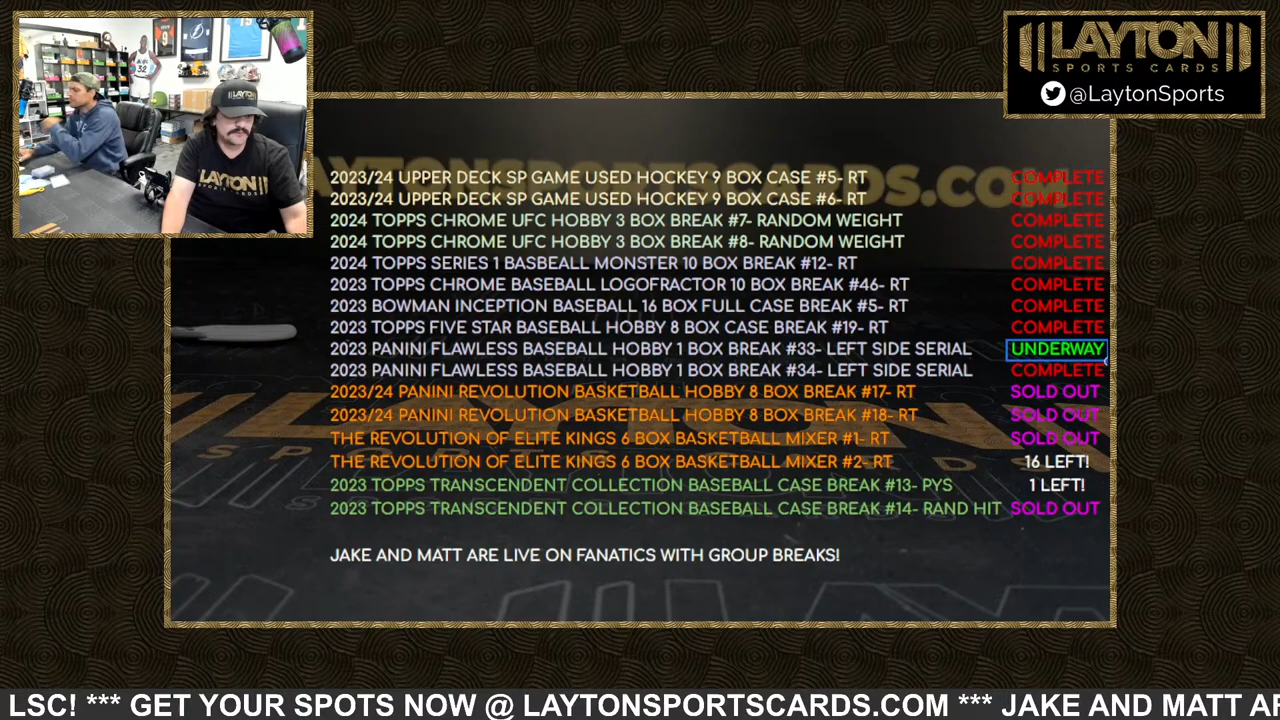 LAYTON
SPORTS CARDS
@LaytonSports
LAYTONSPORTSCARDS.COM
2023/24 UPPER DECK SP GAME USED HOCKEY 9 BOX CASE #5- RT COMPLETE
2023/24 UPPER DECK SP GAME USED HOCKEY 9 BOX CASE #6- RT COMPLETE
2024 TOPPS CHROME UFC HOBBY 3 BOX BREAK #7- RANDOM WEIGHT COMPLETE
2024 TOPPS CHROME UFC HOBBY 3 BOX BREAK #8- RANDOM WEIGHT COMPLETE
2024 TOPPS SERIES 1 BASBEALL MONSTER 10 BOX BREAK #12- RT COMPLETE
2023 TOPPS CHROME BASEBALL LOGOFRACTOR 10 BOX BREAK #46- RT COMPLETE
2023 BOWMAN INCEPTION BASEBALL 16 BOX FULL CASE BREAK #5- RT COMPLETE
2023 TOPPS FIVE STAR BASEBALL HOBBY 8 BOX CASE BREAK #19- RT COMPLETE
2023 PANINI FLAWLESS BASEBALL HOBBY 1 BOX BREAK #33- LEFT SIDE SERIAL UNDERWAY
2023 PANINI FLAWLESS BASEBALL HOBBY 1 BOX BREAK #34- LEFT SIDE SERIAL COMPLETE
2023/24 PANINI REVOLUTION BASKETBALL HOBBY 8 BOX BREAK #17- RT SOLD OUT
2023/24 PANINI REVOLUTION BASKETBALL HOBBY 8 BOX BREAK #18- RT SOLD OUT
THE REVOLUTION OF ELITE KINGS 6 BOX BASKETBALL MIXER #1- RT SOLD OUT
THE REVOLUTION OF ELITE KINGS 6 BOX BASKETBALL MIXER #2- RT 16 LEFT!
2023 TOPPS TRANSCENDENT COLLECTION BASEBALL CASE BREAK #13- PYS 1 LEFT!
2023 TOPPS TRANSCENDENT COLLECTION BASEBALL CASE BREAK #14- RAND HIT SOLD OUT
JAKE AND MATT ARE LIVE ON FANATICS WITH GROUP BREAKS!
LSC! *** GET YOUR SPOTS NOW @ LAYTONSPORTSCARDS.COM *** JAKE AND MATT AR